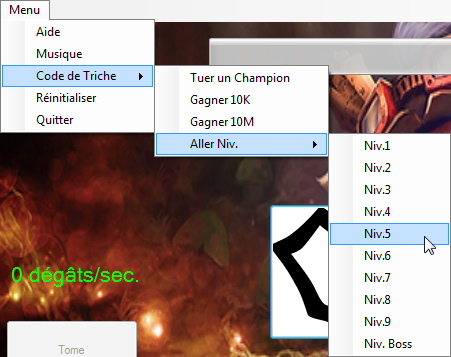 Menu
Aide
Musique
Code de Triche
Réinitialiser
Quitter
Tuer un Champion
Gagner 10K
Gagner 10M
Aller Niv.
Niv.1
Niv.2
Niv.3
Niv.4
Niv.5
Niv.6
Niv.7
Niv.8
Niv.9
Niv. Boss
0 dégâts/sec.
Tome